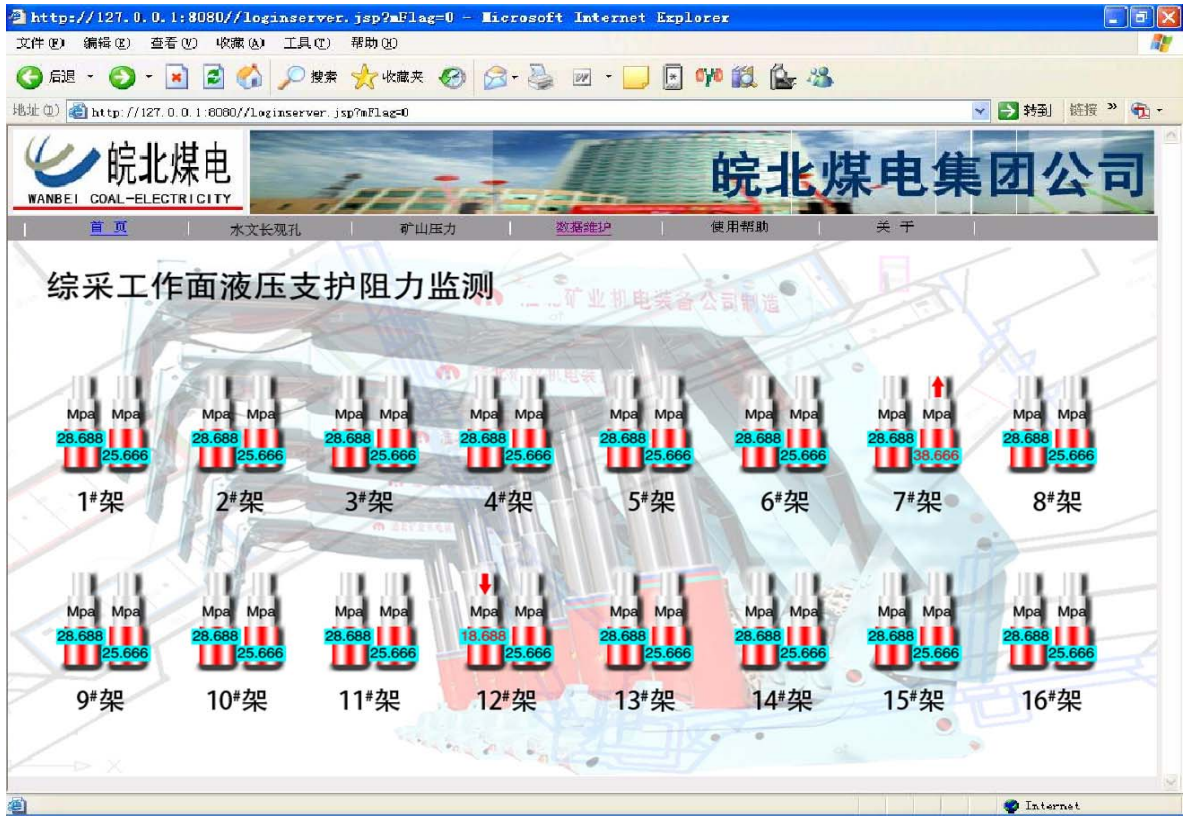 http://127.0.0.1:8080//loginserver.jsp?mFlag=0 - Microsoft Internet Explorer
文件(F) 编辑(E) 查看(V) 收藏(A) 工具(T) 帮助(H)
后退 搜索 收藏夹
地址(D) http://127.0.0.1:8080//loginserver.jsp?mFlag=0 转到 链接 »
皖北煤电
WANBEI COAL-ELECTRICITY
皖北煤电集团公司
首 页 水文长观孔 矿山压力 数据维护 使用帮助 关 于
综采工作面液压支护阻力监测
矿业机电装备公司制造
Mpa Mpa Mpa Mpa Mpa Mpa Mpa Mpa Mpa Mpa Mpa Mpa Mpa Mpa Mpa Mpa
28.688 28.688 28.688 28.688 28.688 28.688 28.688 28.688
25.666 25.666 25.666 25.666 25.666 25.666 38.666 25.666
1#架 2#架 3#架 4#架 5#架 6#架 7#架 8#架
Mpa Mpa Mpa Mpa Mpa Mpa Mpa Mpa Mpa Mpa Mpa Mpa Mpa Mpa Mpa Mpa
28.688 28.688 28.688 18.688 28.688 28.688 28.688 28.688
25.666 25.666 25.666 25.666 25.666 25.666 25.666 25.666
9#架 10#架 11#架 12#架 13#架 14#架 15#架 16#架
X
Internet